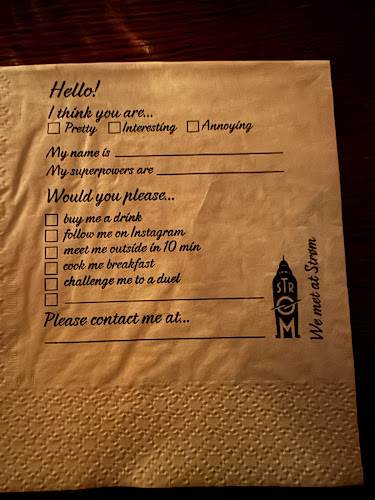 Hello!
I think you are...
Pretty Interesting Annoying
My name is
My superpowers are
Would you please...
buy me a drink
follow me on Instagram
meet me outside in 10 min
cook me breakfast
challenge me to a duel
Please contact me at...
STRØM
We met at Strøm